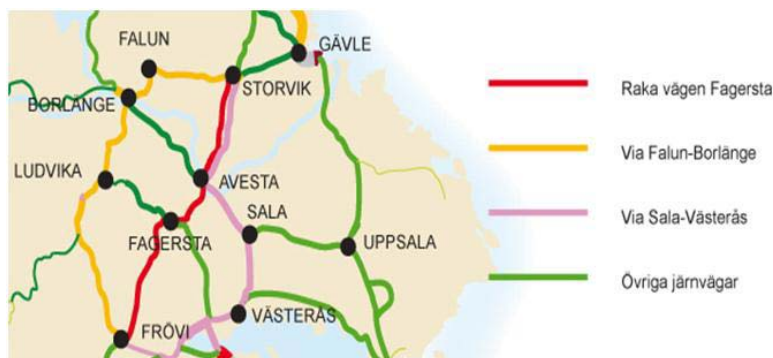 FALUN
GÄVLE
STORVIK
BORLÄNGE
LUDVIKA
AVESTA
SALA
FAGERSTA
UPPSALA
VÄSTERÅS
FRÖVI
Raka vägen Fagersta
Via Falun-Borlänge
Via Sala-Västerås
Övriga järnvägar